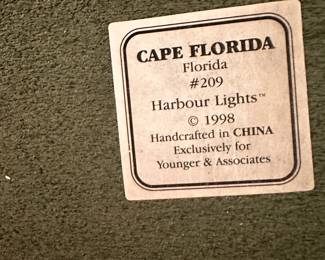 CAPE FLORIDA
Florida
#209
Harbour Lights™
© 1998
Handcrafted in CHINA
Exclusively for
Younger & Associates